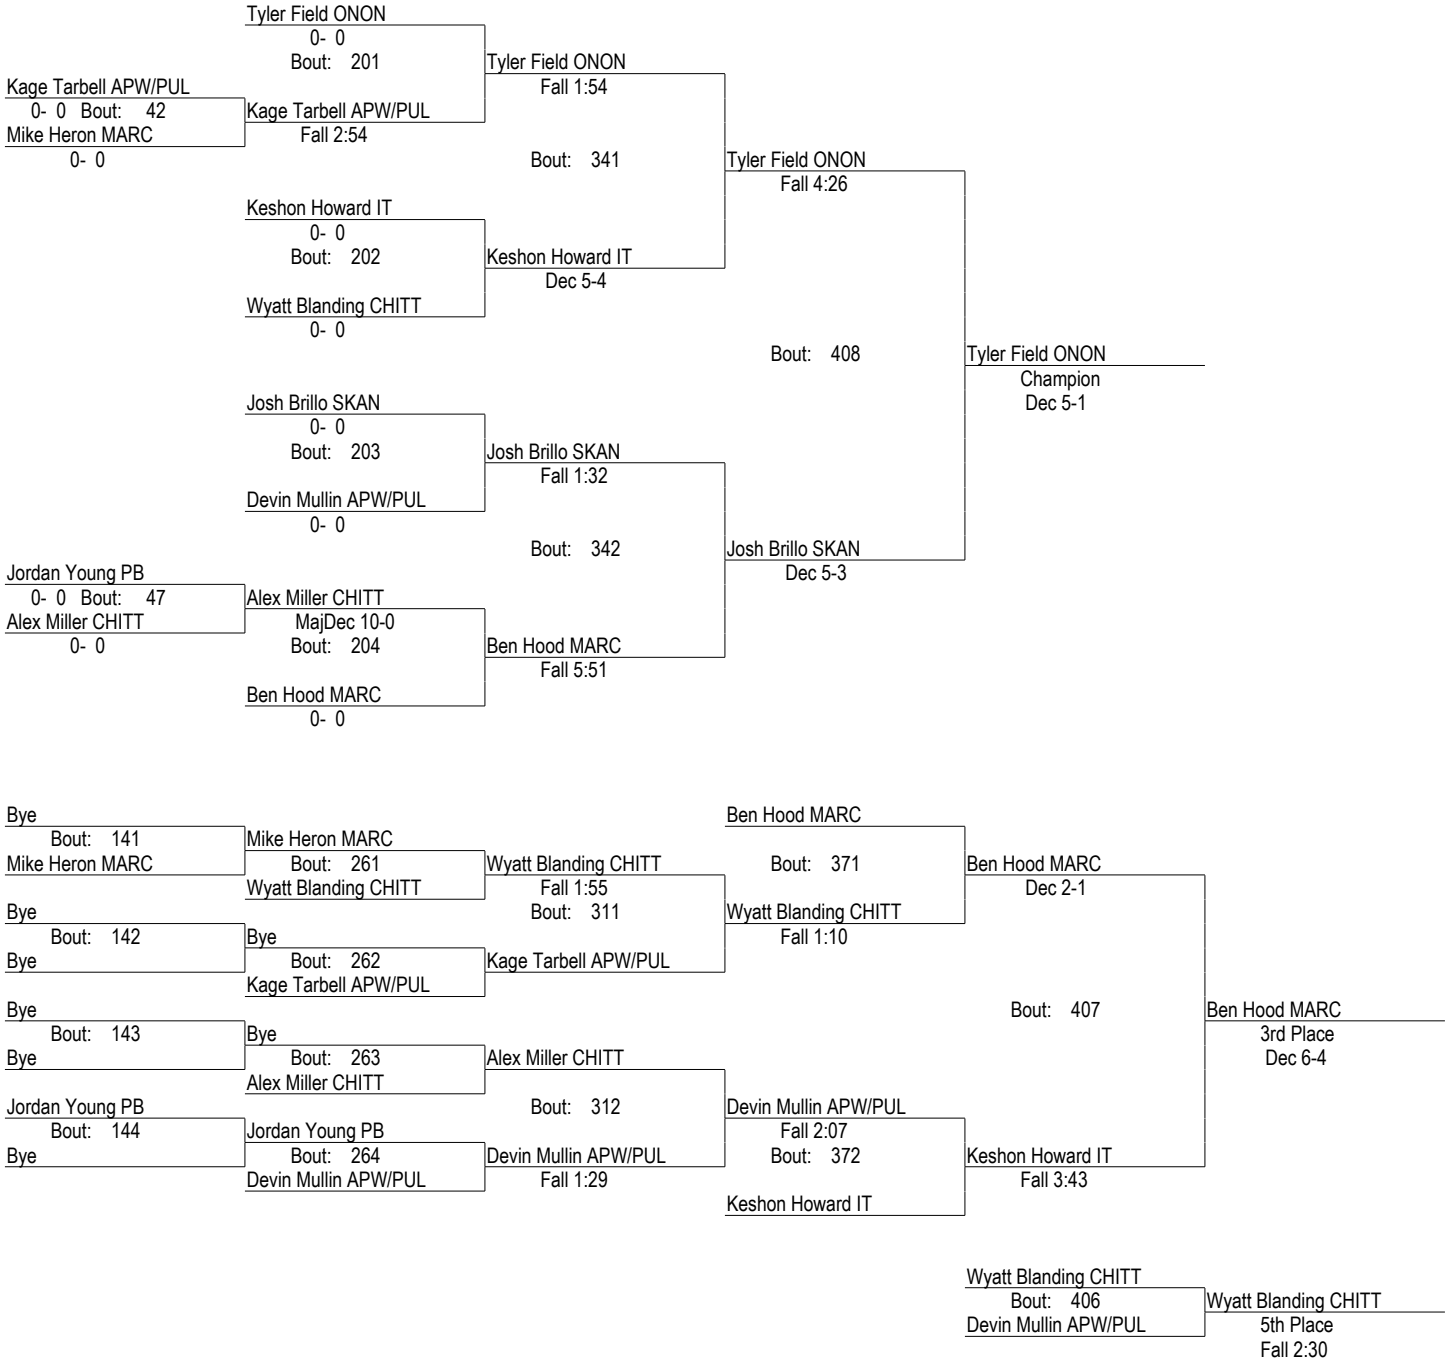 Tyler Field ONON
0- 0
Bout: 201
Tyler Field ONON
Kage Tarbell APW/PUL
Fall 1:54
0- 0 Bout: 42
Kage Tarbell APW/PUL
Mike Heron MARC
Fall 2:54
0- 0
Bout: 341
Tyler Field ONON
Fall 4:26
Keshon Howard IT
0- 0
Bout: 202
Keshon Howard IT
Dec 5-4
Wyatt Blanding CHITT
0- 0
Bout: 408
Tyler Field ONON
Champion
Dec 5-1
Josh Brillo SKAN
0- 0
Bout: 203
Josh Brillo SKAN
Fall 1:32
Devin Mullin APW/PUL
0- 0
Bout: 342
Josh Brillo SKAN
Dec 5-3
Jordan Young PB
0- 0 Bout: 47
Alex Miller CHITT
Alex Miller CHITT
MajDec 10-0
0- 0
Bout: 204
Ben Hood MARC
Fall 5:51
Ben Hood MARC
0- 0
Bye
Ben Hood MARC
Bout: 141
Mike Heron MARC
Mike Heron MARC
Bout: 261
Wyatt Blanding CHITT
Bout: 371
Ben Hood MARC
Wyatt Blanding CHITT
Fall 1:55
Dec 2-1
Bye
Bout: 311
Wyatt Blanding CHITT
Bout: 142
Bye
Fall 1:10
Bye
Bout: 262
Kage Tarbell APW/PUL
Kage Tarbell APW/PUL
Bye
Bout: 407
Ben Hood MARC
Bout: 143
Bye
3rd Place
Bye
Bout: 263
Alex Miller CHITT
Dec 6-4
Alex Miller CHITT
Jordan Young PB
Bout: 312
Devin Mullin APW/PUL
Bout: 144
Jordan Young PB
Fall 2:07
Bye
Bout: 264
Devin Mullin APW/PUL
Bout: 372
Keshon Howard IT
Devin Mullin APW/PUL
Fall 1:29
Fall 3:43
Keshon Howard IT
Wyatt Blanding CHITT
Bout: 406
Wyatt Blanding CHITT
Devin Mullin APW/PUL
5th Place
Fall 2:30